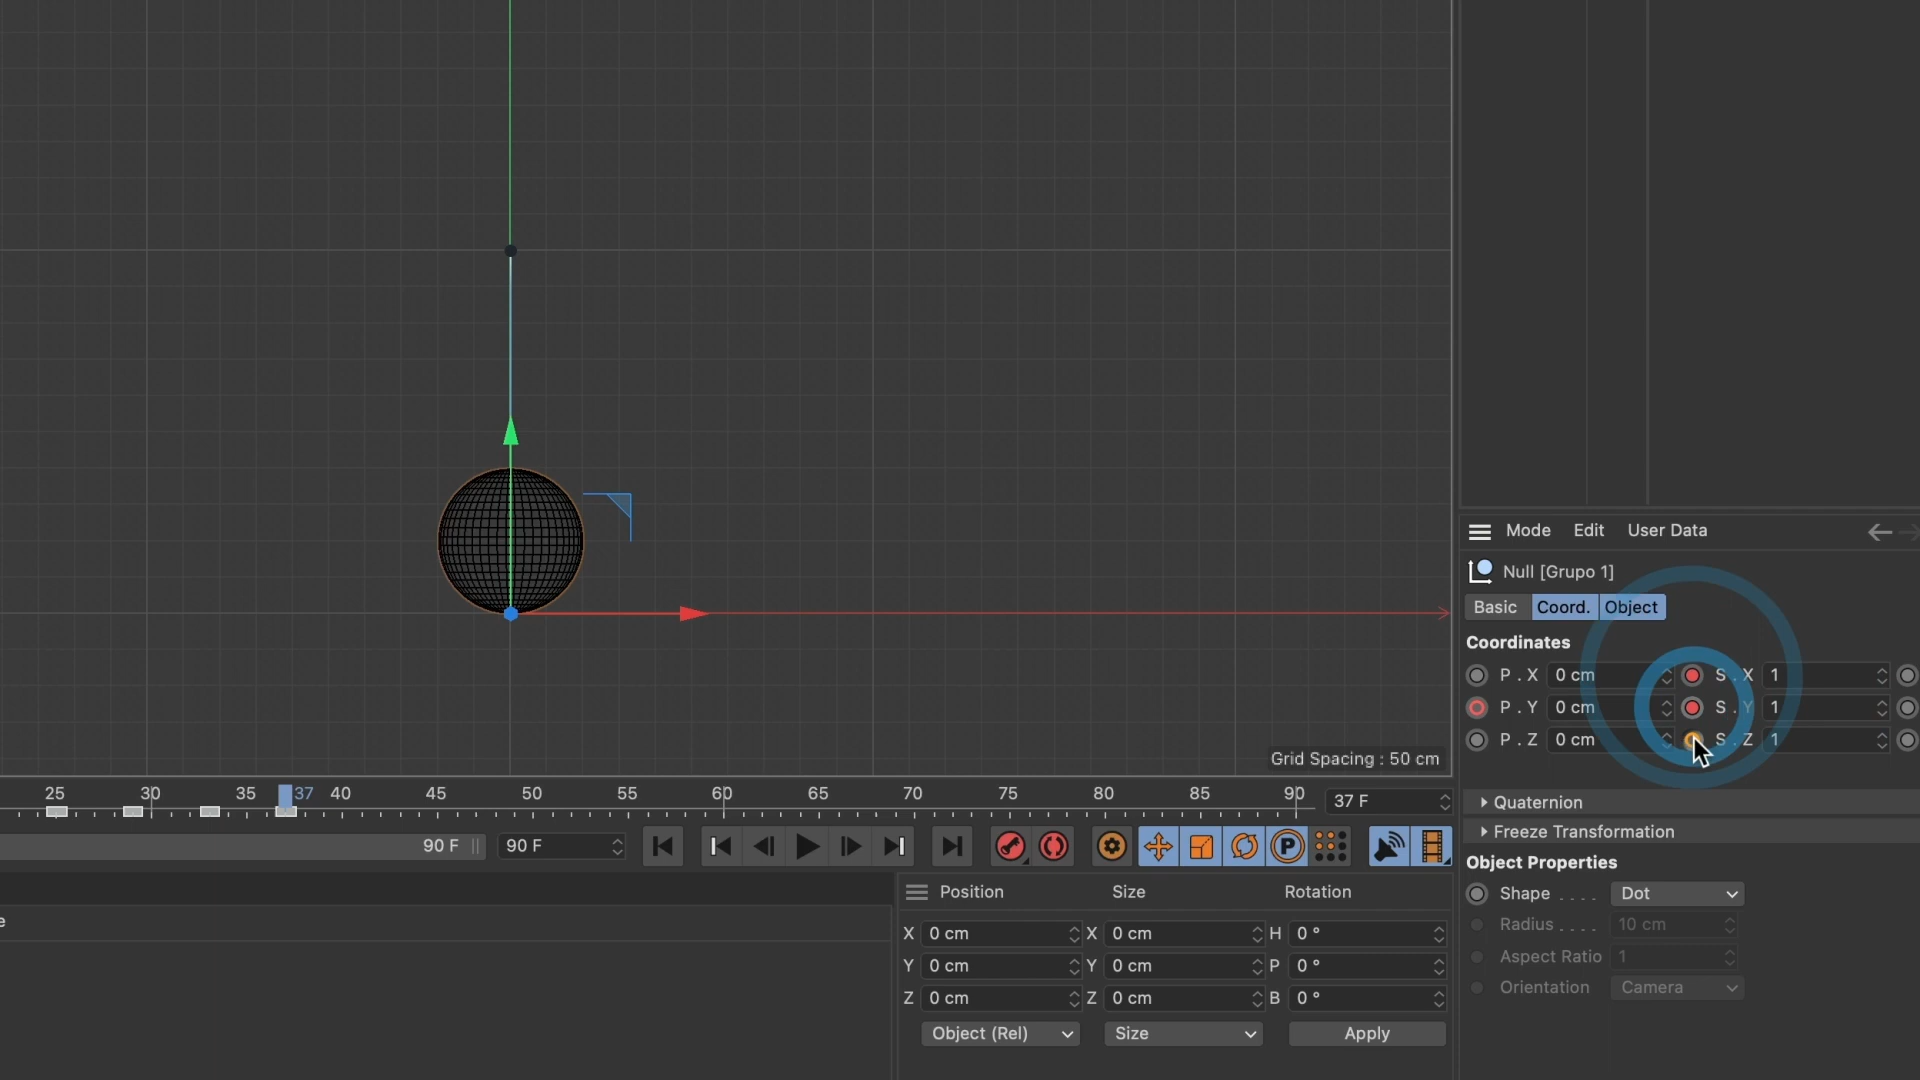 Grid Spacing : 50 cm
25 30 35 37 40 45 50 55 60 65 70 75 80 85 90 37 F
90 F 90 F
Position Size Rotation
X 0 cm X 0 cm H 0 °
Y 0 cm Y 0 cm P 0 °
Z 0 cm Z 0 cm B 0 °
Object (Rel) Size Apply
e
Mode Edit User Data
Null [Grupo 1]
Basic Coord. Object
Coordinates
P . X 0 cm S . X 1
P . Y 0 cm S . Y 1
P . Z 0 cm S . Z 1
Quaternion
Freeze Transformation
Object Properties
Shape . . . . Dot
Radius . . . . 10 cm
Aspect Ratio 1
Orientation Camera